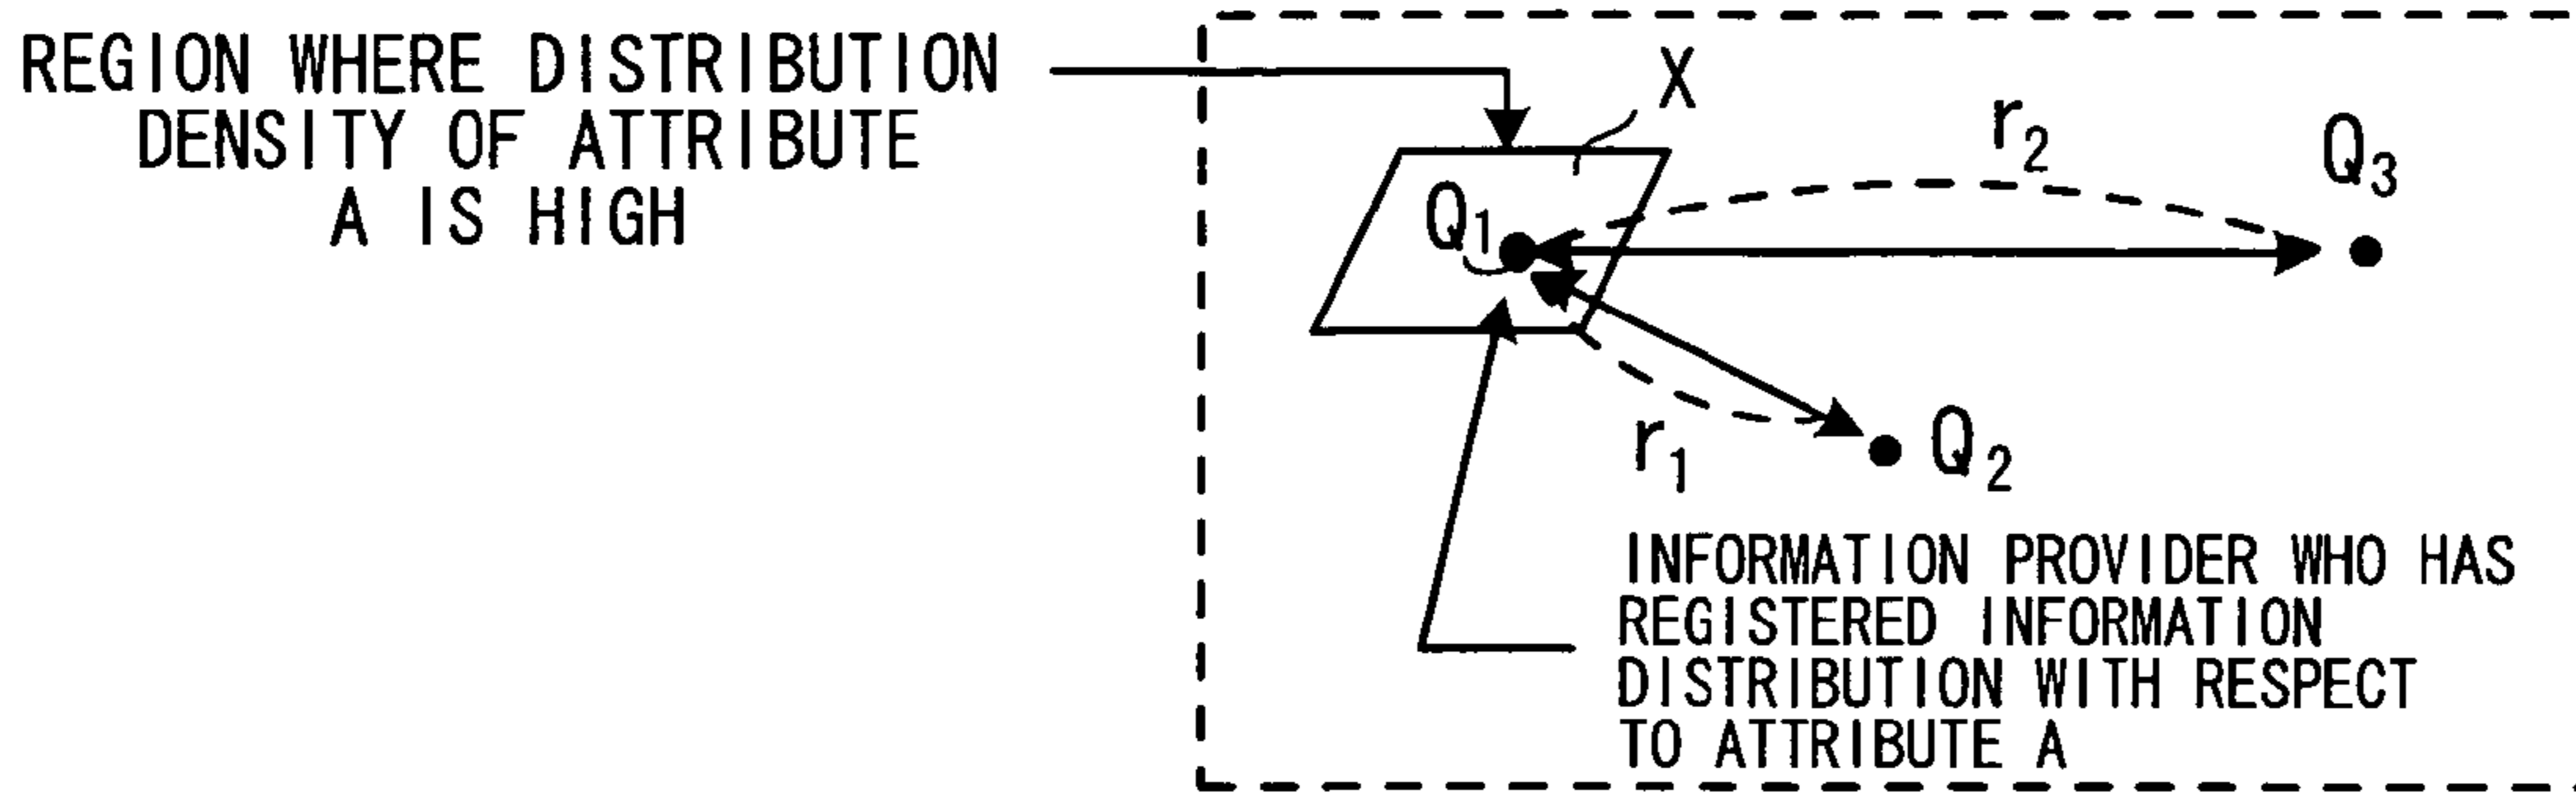 REGION WHERE DISTRIBUTION
DENSITY OF ATTRIBUTE
A IS HIGH
X
r2
Q3
Q1
r1
Q2
INFORMATION PROVIDER WHO HAS
REGISTERED INFORMATION
DISTRIBUTION WITH RESPECT
TO ATTRIBUTE A